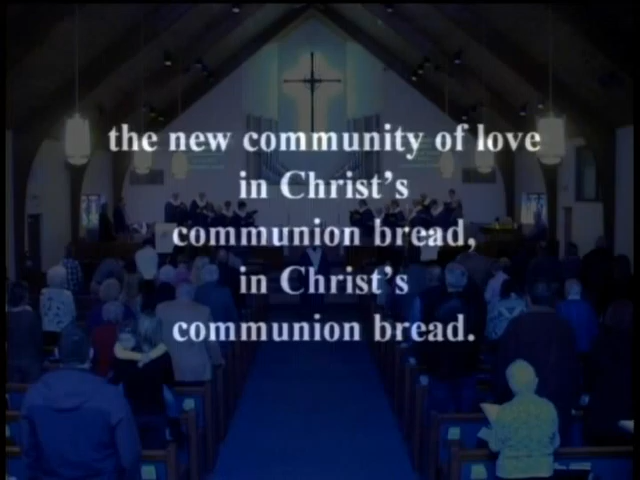 the new community of love
in Christ's
communion bread,
in Christ's
communion bread.